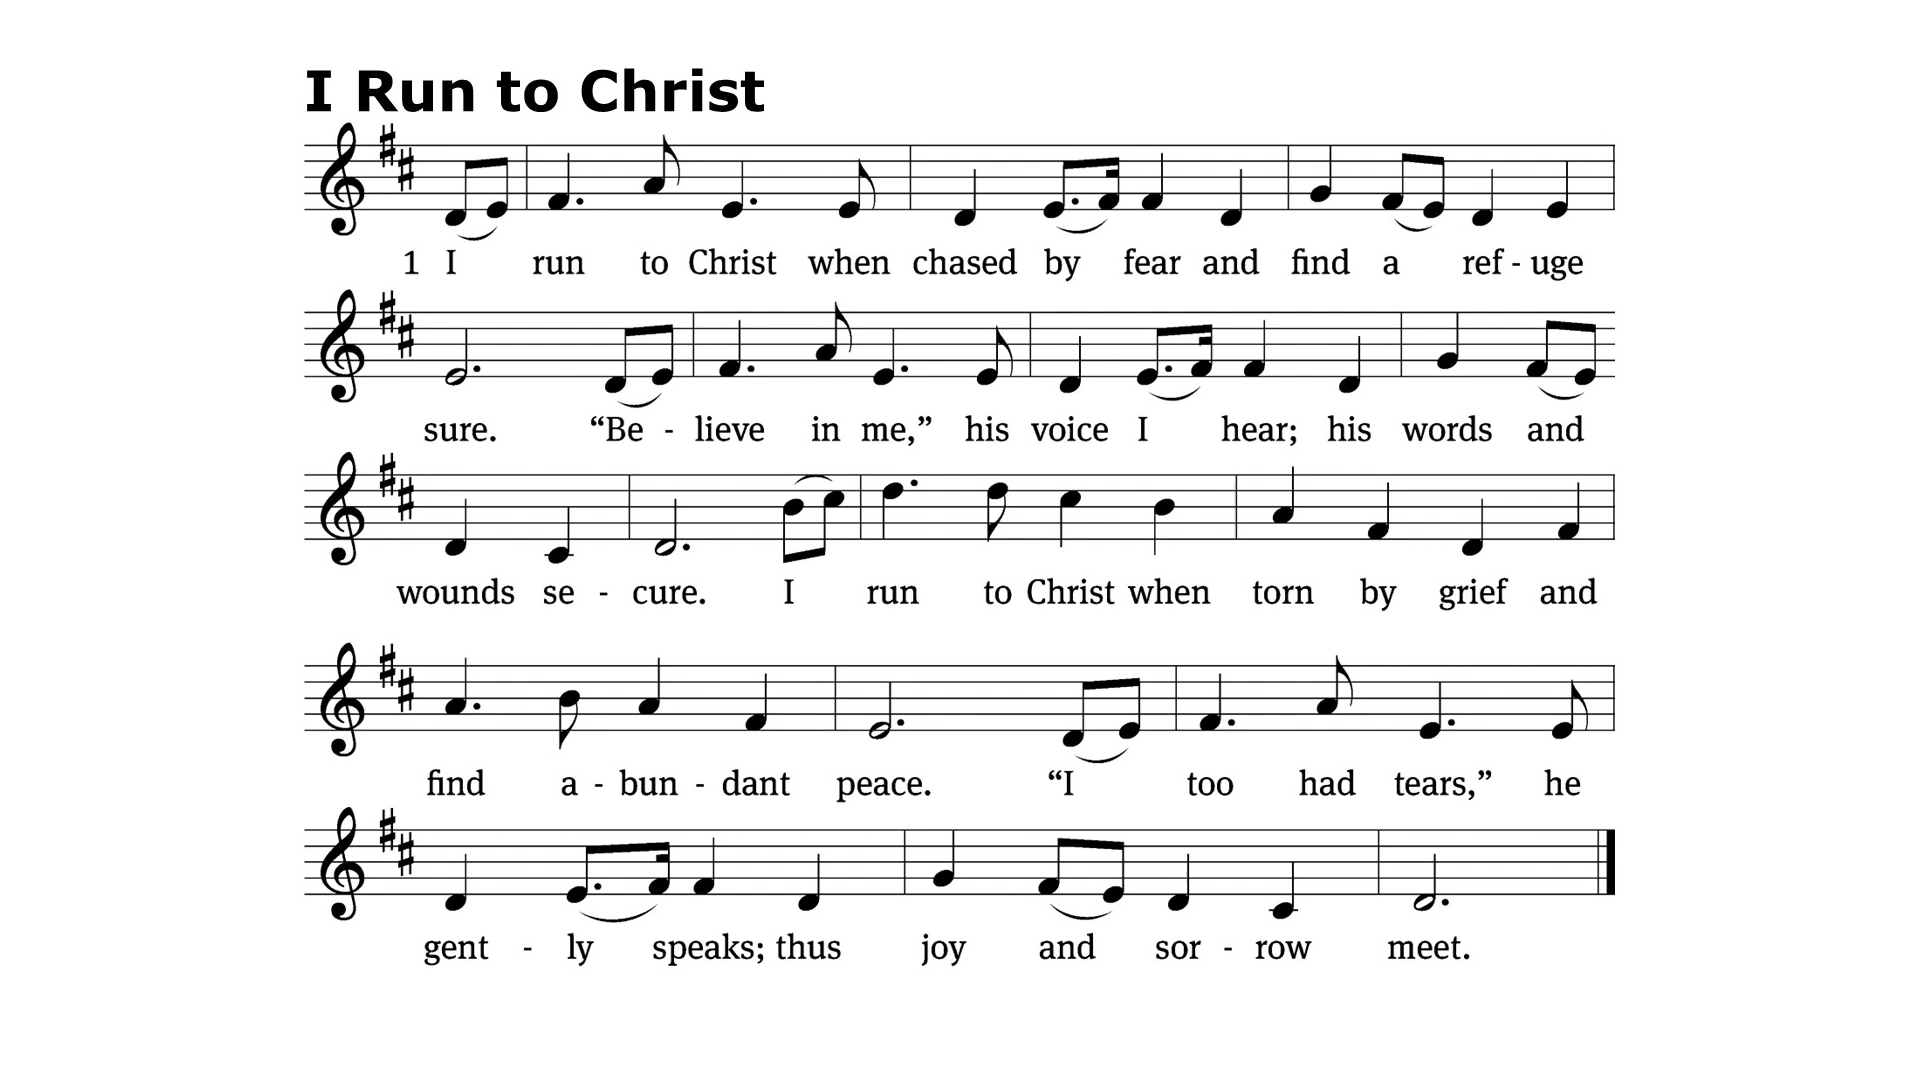 I Run to Christ
1 I run to Christ when chased by fear and find a ref - uge
sure. “Be - lieve in me,” his voice I hear; his words and
wounds se - cure. I run to Christ when torn by grief and
find a - bun - dant peace. “I too had tears,” he
gent - ly speaks; thus joy and sor - row meet.